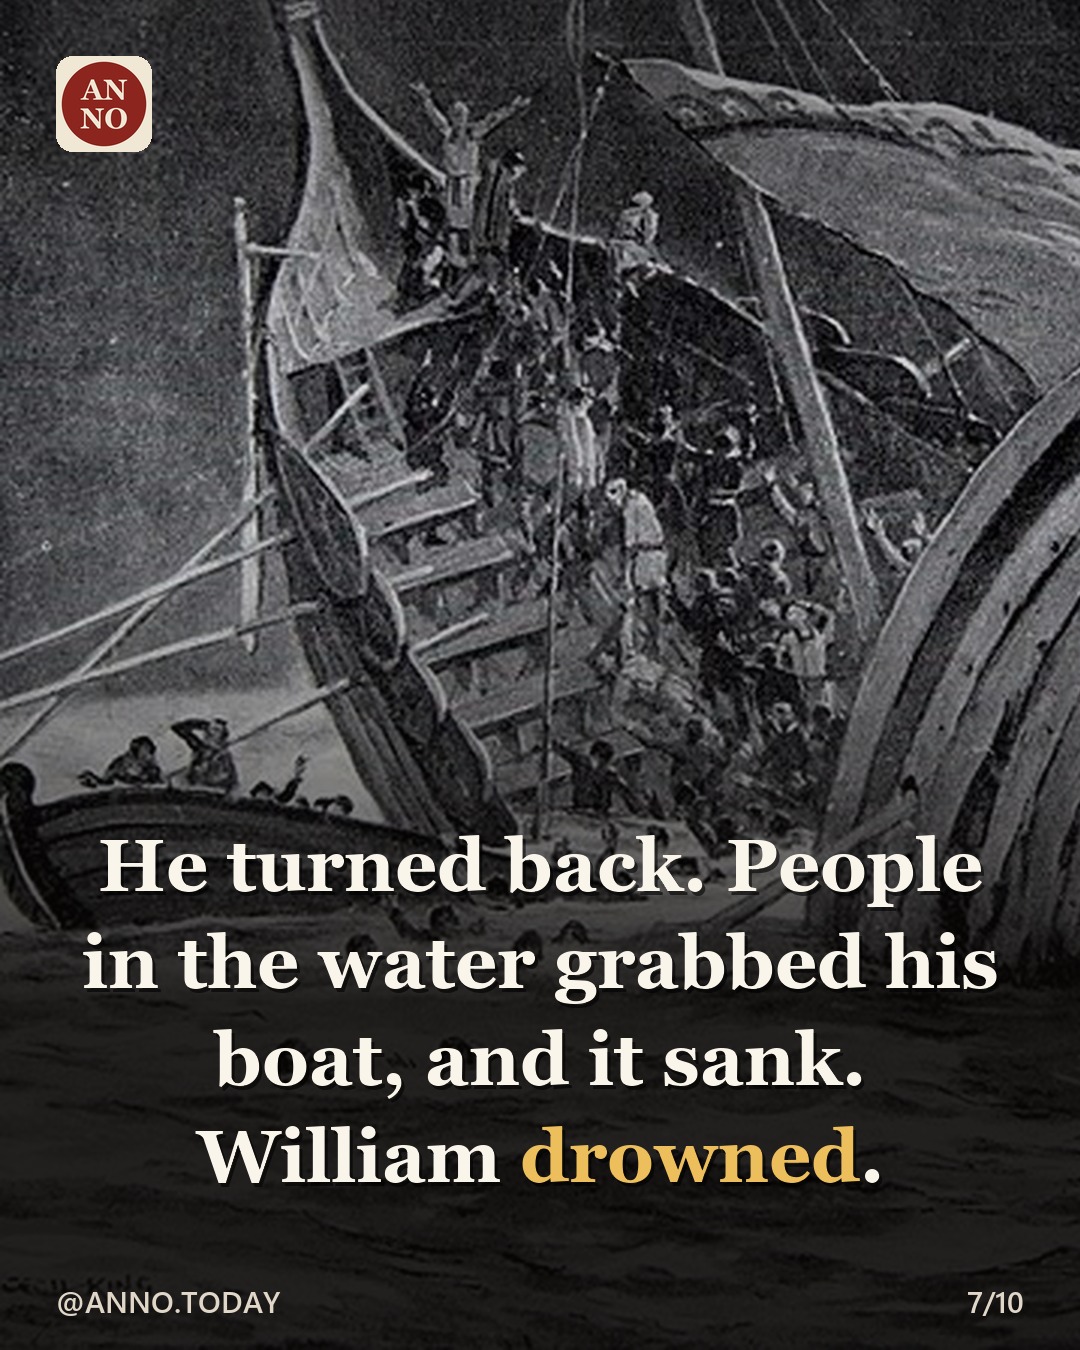 AN
NO
He turned back. People
in the water grabbed his
boat, and it sank.
William drowned.
@ANNO.TODAY
7/10